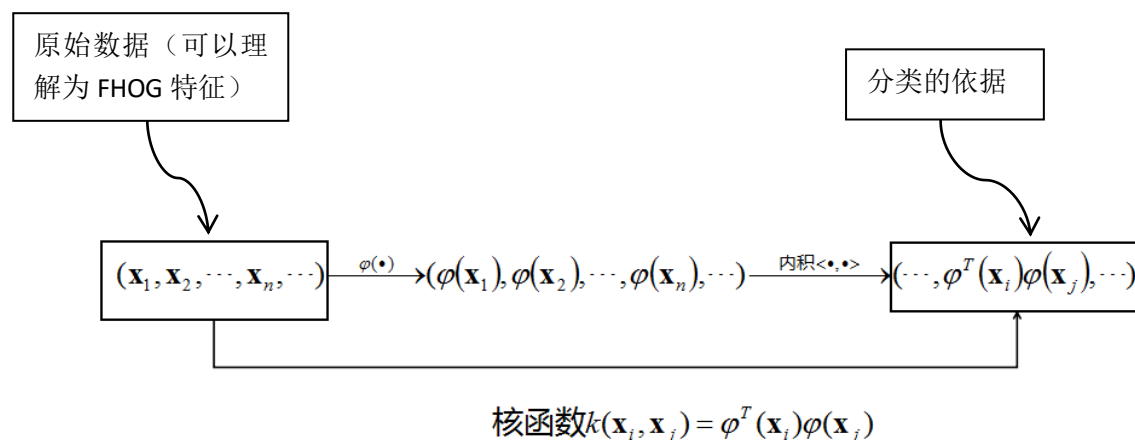 原始数据（可以理
解为 FHOG 特征）
分类的依据
(x₁, x₂, ⋯, xₙ, ⋯) φ(•) (φ(x₁), φ(x₂), ⋯, φ(xₙ), ⋯) 内积<•,•> (⋯, φᵀ(xᵢ)φ(xⱼ), ⋯)
核函数k(xᵢ, xⱼ) = φᵀ(xᵢ)φ(xⱼ)